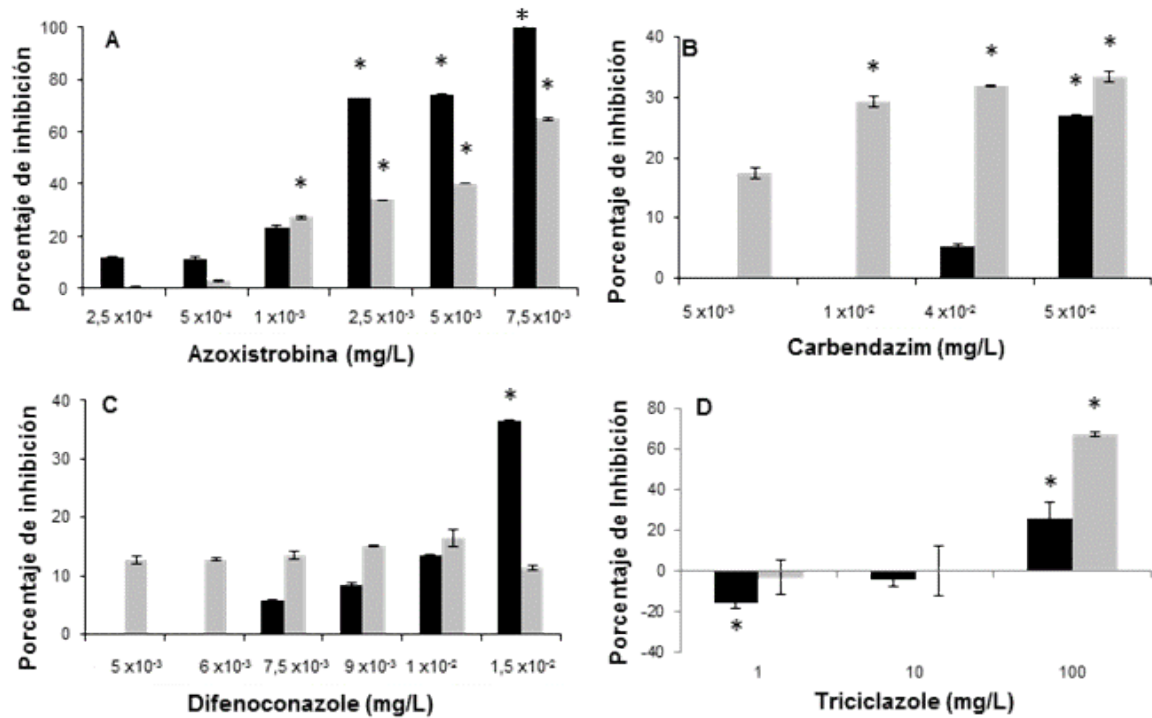 A
Porcentaje de inhibición
100
80
60
40
20
0
* * * * * * *
2,5 x10-4 5 x10-4 1 x10-3 2,5 x10-3 5 x10-3 7,5 x10-3
Azoxistrobina (mg/L)
B
Porcentaje de inhibición
40
30
20
10
0
* * * *
5 x10-3 1 x10-2 4 x10-2 5 x10-2
Carbendazim (mg/L)
C
Porcentaje de inhibición
40
30
20
10
0
*
5 x10-3 6 x10-3 7,5 x10-3 9 x10-3 1 x10-2 1,5 x10-2
Difenoconazole (mg/L)
D
Porcentaje de Inhibición
80
60
40
20
0
-20
-40
* * *
1 10 100
Triciclazole (mg/L)